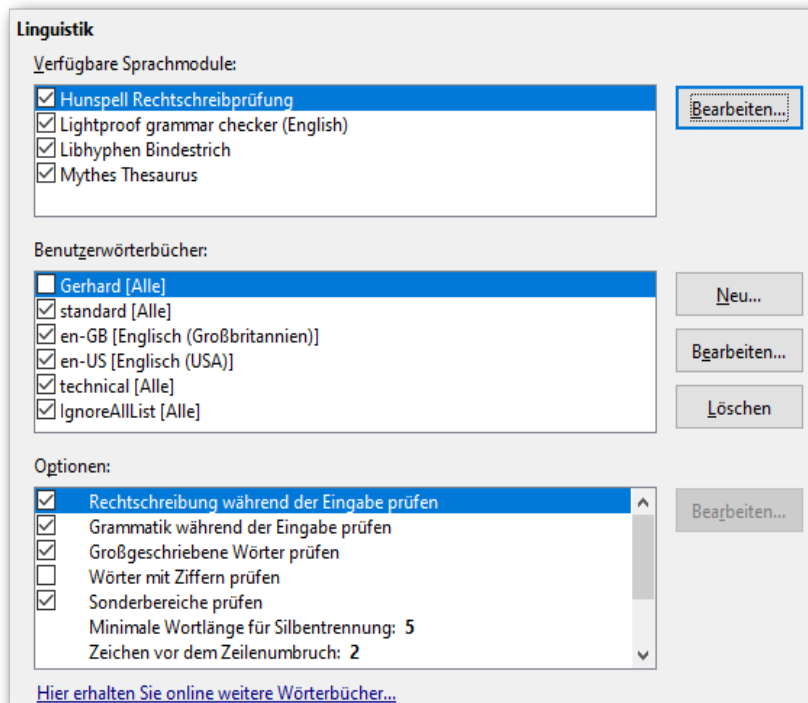 Linguistik
Verfügbare Sprachmodule:
Hunspell Rechtschreibprüfung
Bearbeiten...
Lightproof grammar checker (English)
Libhyphen Bindestrich
Mythes Thesaurus
Benutzerwörterbücher:
Gerhard [Alle]
Neu...
standard [Alle]
en-GB [Englisch (Großbritannien)]
Bearbeiten...
en-US [Englisch (USA)]
technical [Alle]
Löschen
IgnoreAllList [Alle]
Optionen:
Rechtschreibung während der Eingabe prüfen
Bearbeiten...
Grammatik während der Eingabe prüfen
Großgeschriebene Wörter prüfen
Wörter mit Ziffern prüfen
Sonderbereiche prüfen
Minimale Wortlänge für Silbentrennung: 5
Zeichen vor dem Zeilenumbruch: 2
Hier erhalten Sie online weitere Wörterbücher...